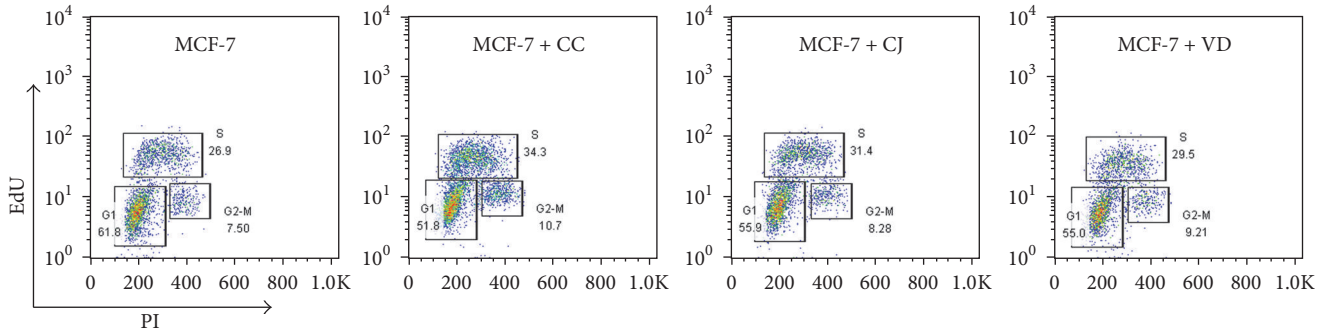 EdU
10^4
10^3
10^2
10^1
10^0
MCF-7
S
26.9
G1
61.8
G2-M
7.50
0 200 400 600 800 1.0K
10^4
10^3
10^2
10^1
10^0
MCF-7 + CC
S
34.3
G1
51.8
G2-M
10.7
0 200 400 600 800 1.0K
10^4
10^3
10^2
10^1
10^0
MCF-7 + CJ
S
31.4
G1
55.9
G2-M
8.28
0 200 400 600 800 1.0K
10^4
10^3
10^2
10^1
10^0
MCF-7 + VD
S
29.5
G1
55.0
G2-M
9.21
0 200 400 600 800 1.0K
PI